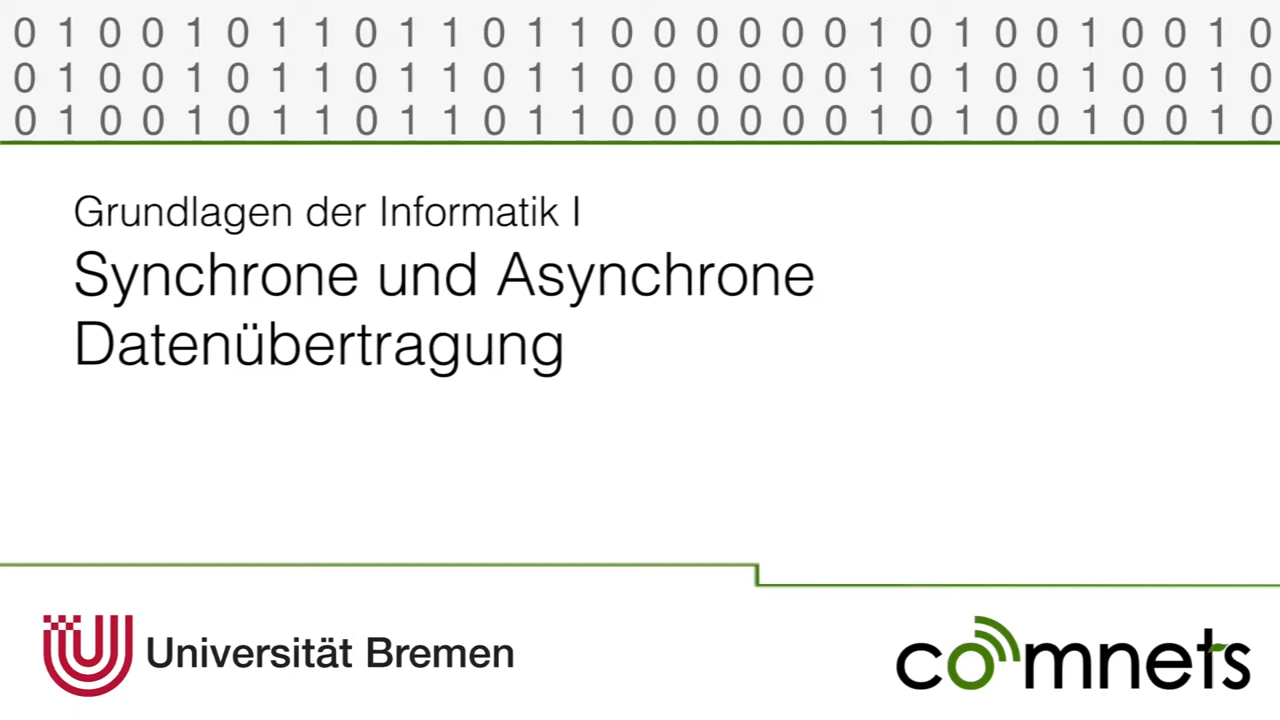 0 1 0 0 1 0 1 1 0 1 1 0 1 1 0 0 0 0 0 0 1 0 1 0 0 1 0 0 1 0
0 1 0 0 1 0 1 1 0 1 1 0 1 1 0 0 0 0 0 0 1 0 1 0 0 1 0 0 1 0
0 1 0 0 1 0 1 1 0 1 1 0 1 1 0 0 0 0 0 0 1 0 1 0 0 1 0 0 1 0
Grundlagen der Informatik I
Synchrone und Asynchrone
Datenübertragung
Universität Bremen
comnets